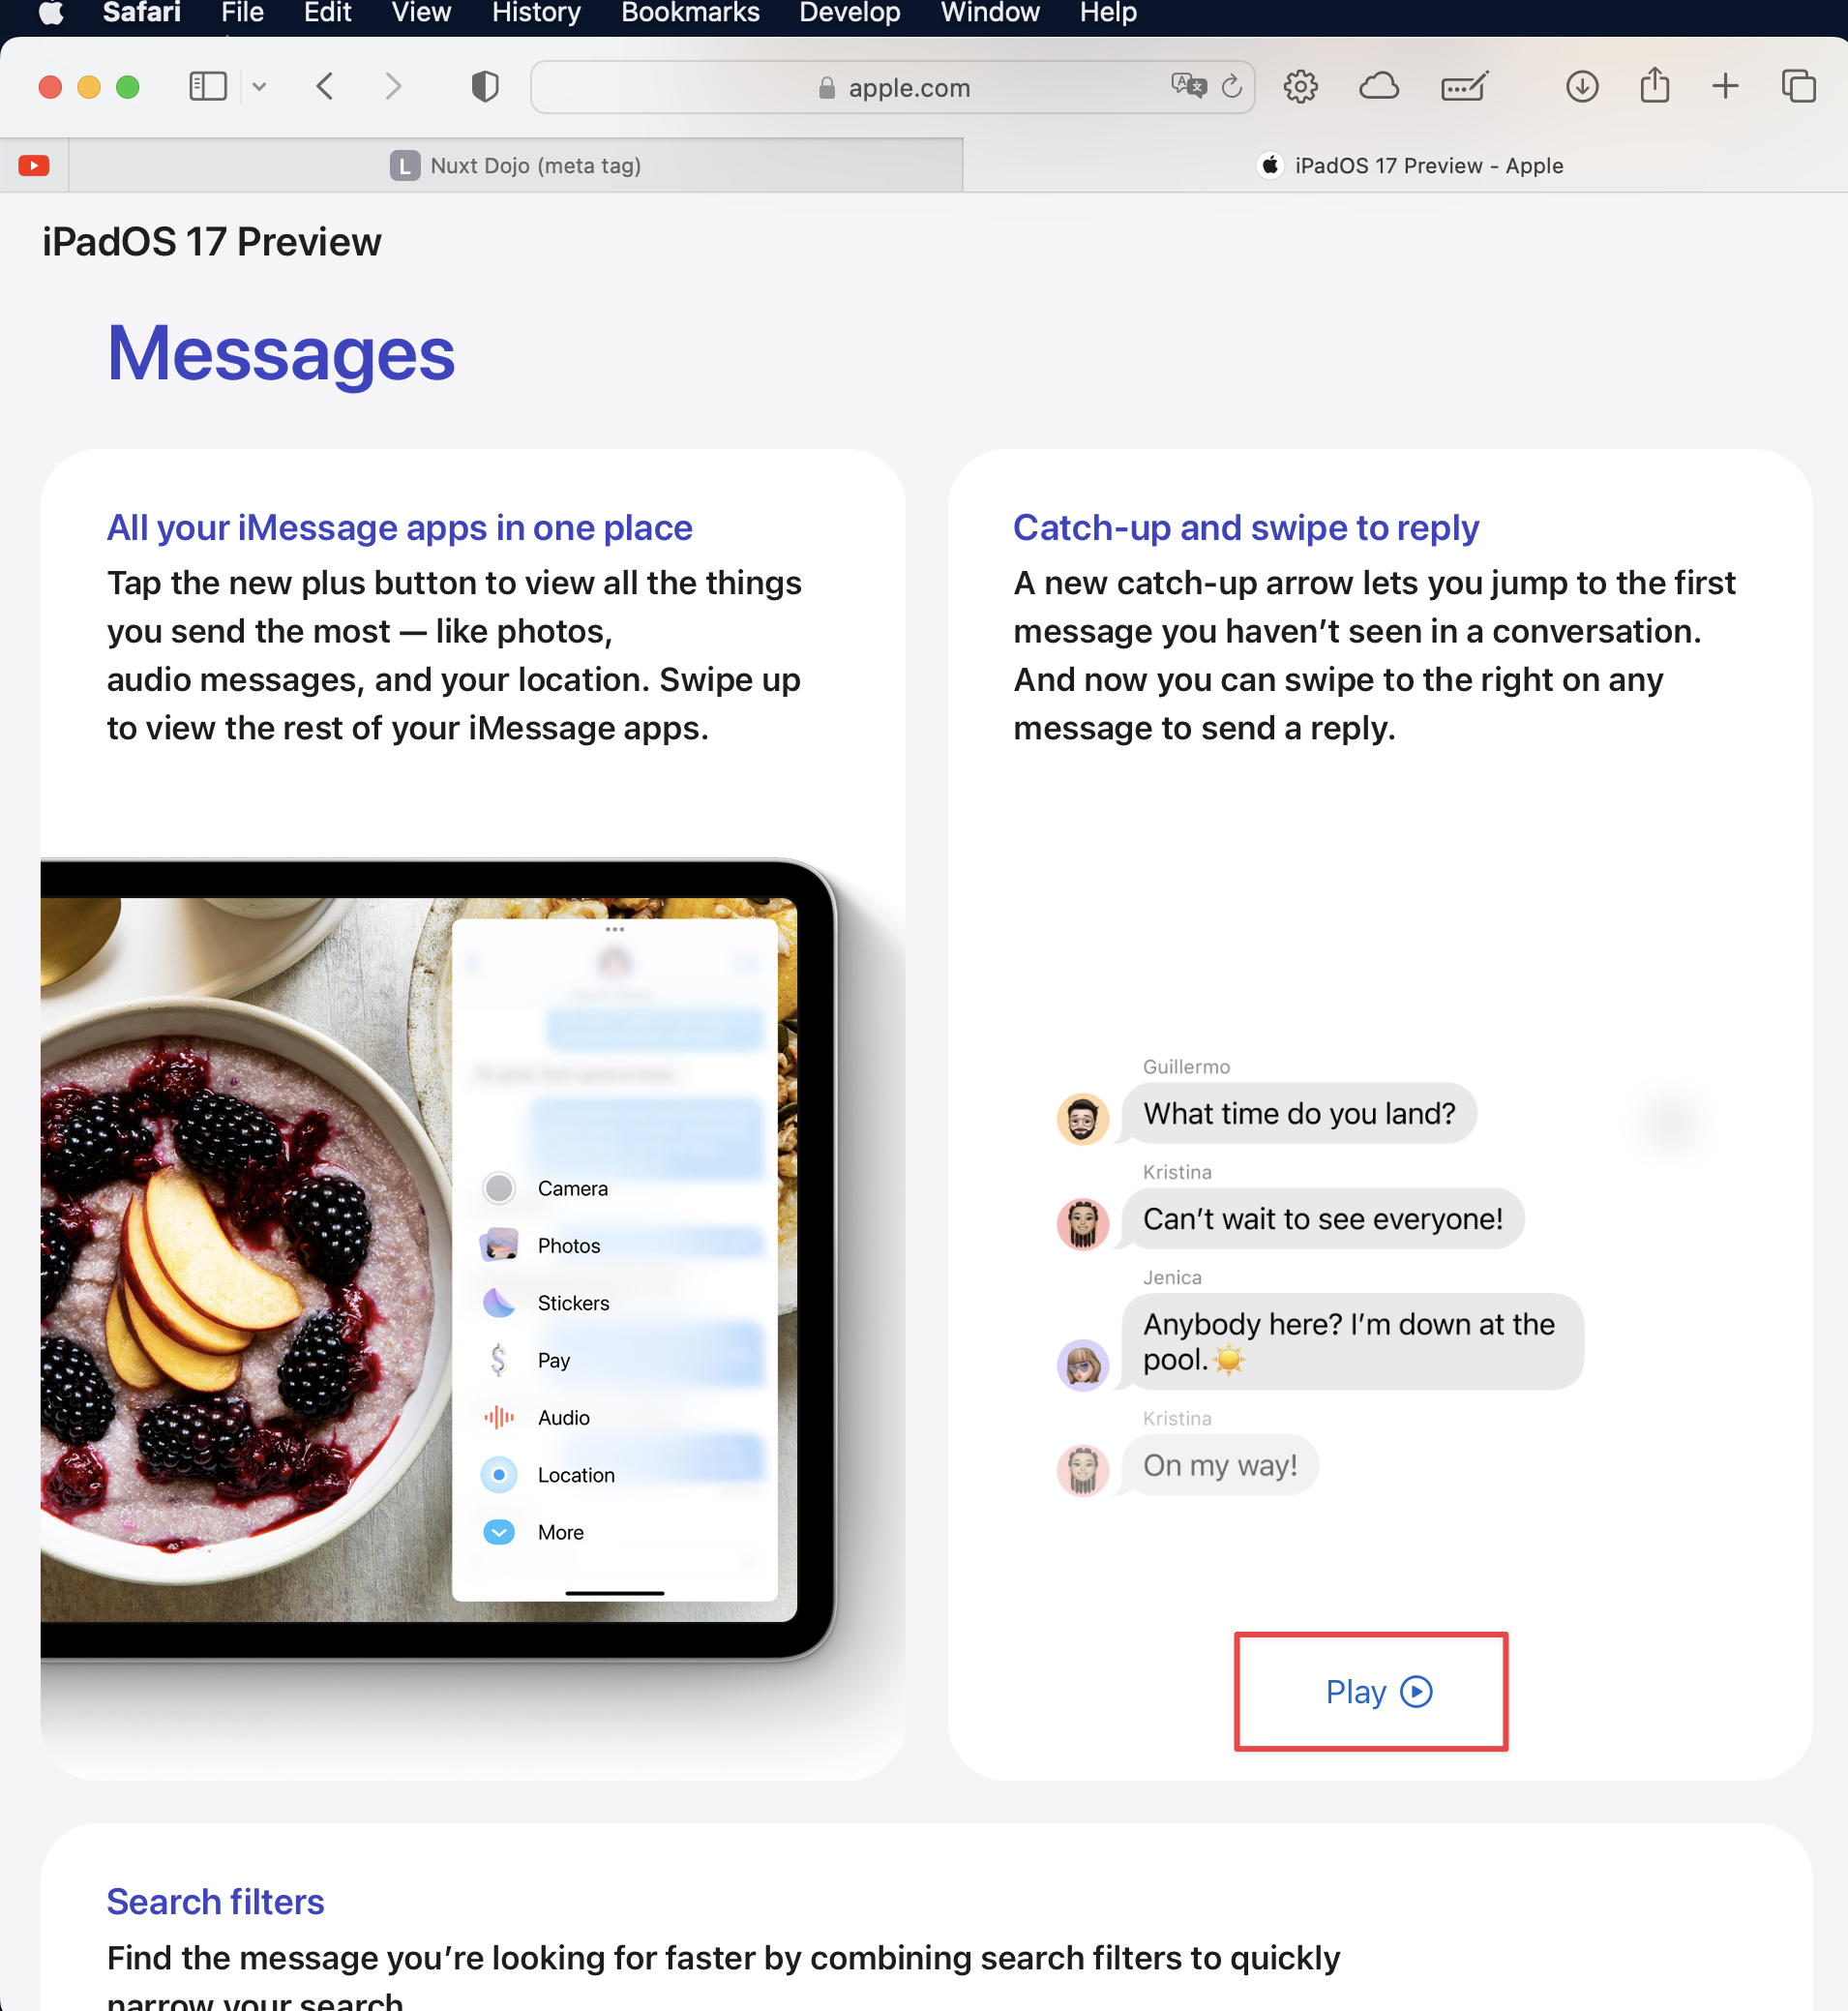 Safari File Edit View History Bookmarks Develop Window Help
apple.com
L Nuxt Dojo (meta tag)
iPadOS 17 Preview - Apple
iPadOS 17 Preview
Messages
All your iMessage apps in one place
Tap the new plus button to view all the things
you send the most — like photos,
audio messages, and your location. Swipe up
to view the rest of your iMessage apps.
Camera
Photos
Stickers
Pay
Audio
Location
More
Catch-up and swipe to reply
A new catch-up arrow lets you jump to the first
message you haven’t seen in a conversation.
And now you can swipe to the right on any
message to send a reply.
Guillermo
What time do you land?
Kristina
Can’t wait to see everyone!
Jenica
Anybody here? I’m down at the
pool.☀️
Kristina
On my way!
Play
Search filters
Find the message you’re looking for faster by combining search filters to quickly
narrow your search.